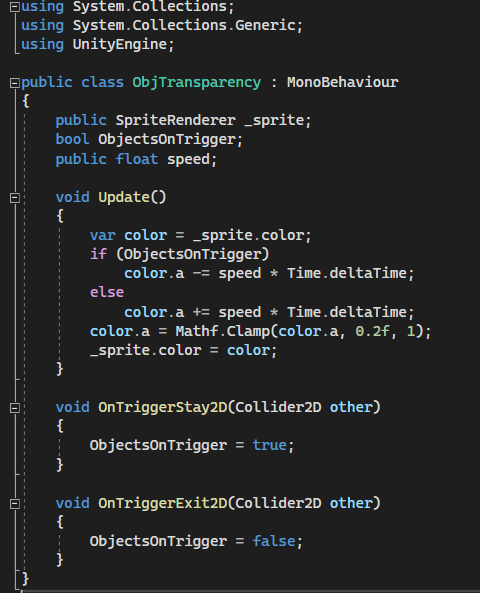 using System.Collections;
using System.Collections.Generic;
using UnityEngine;
public class ObjTransparency : MonoBehaviour
{
public SpriteRenderer _sprite;
bool ObjectsOnTrigger;
public float speed;
void Update()
{
var color = _sprite.color;
if (ObjectsOnTrigger)
color.a -= speed * Time.deltaTime;
else
color.a += speed * Time.deltaTime;
color.a = Mathf.Clamp(color.a, 0.2f, 1);
_sprite.color = color;
}
void OnTriggerStay2D(Collider2D other)
{
ObjectsOnTrigger = true;
}
void OnTriggerExit2D(Collider2D other)
{
ObjectsOnTrigger = false;
}
}